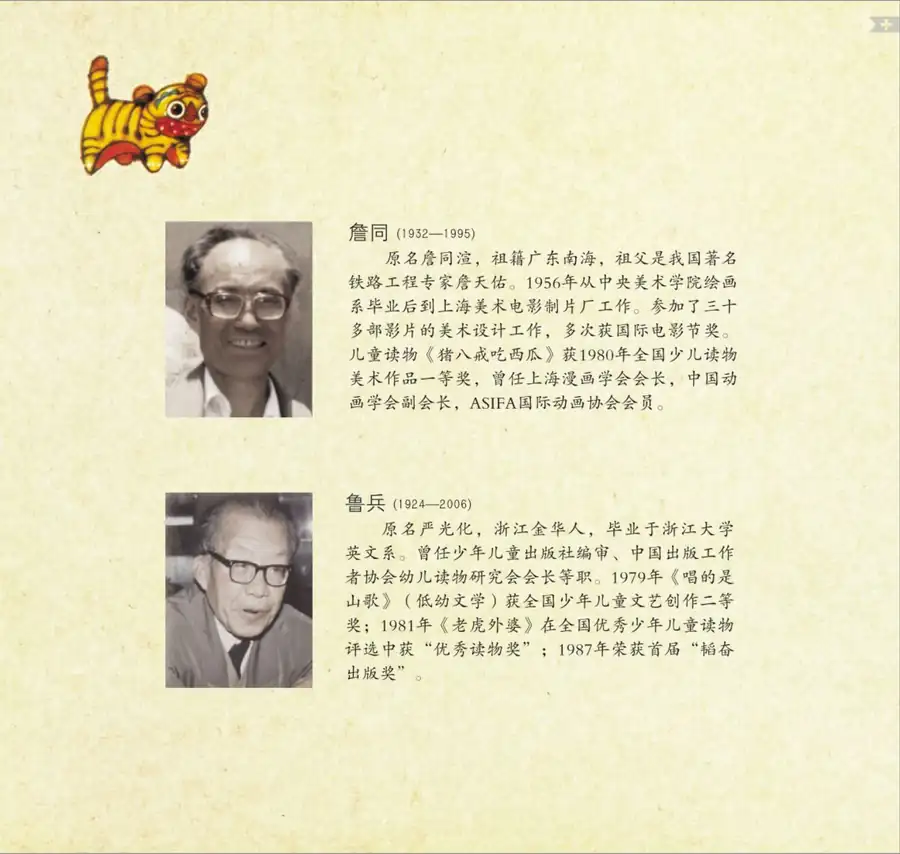 詹同 (1932—1995)
原名詹同渲，祖籍广东南海，祖父是我国著名
铁路工程专家詹天佑。1956年从中央美术学院绘画
系毕业后到上海美术电影制片厂工作。参加了三十
多部影片的美术设计工作，多次获国际电影节奖。
儿童读物《猪八戒吃西瓜》获1980年全国少儿读物
美术作品一等奖，曾任上海漫画学会会长，中国动
画学会副会长，ASIFA国际动画协会会员。
鲁兵 (1924—2006)
原名严光化，浙江金华人，毕业于浙江大学
英文系。曾任少年儿童出版社编审、中国出版工作
者协会幼儿读物研究会会长等职。1979年《唱的是
山歌》（低幼文学）获全国少年儿童文艺创作二等
奖；1981年《老虎外婆》在全国优秀少年儿童读物
评选中获“优秀读物奖”；1987年荣获首届“韬奋
出版奖”。